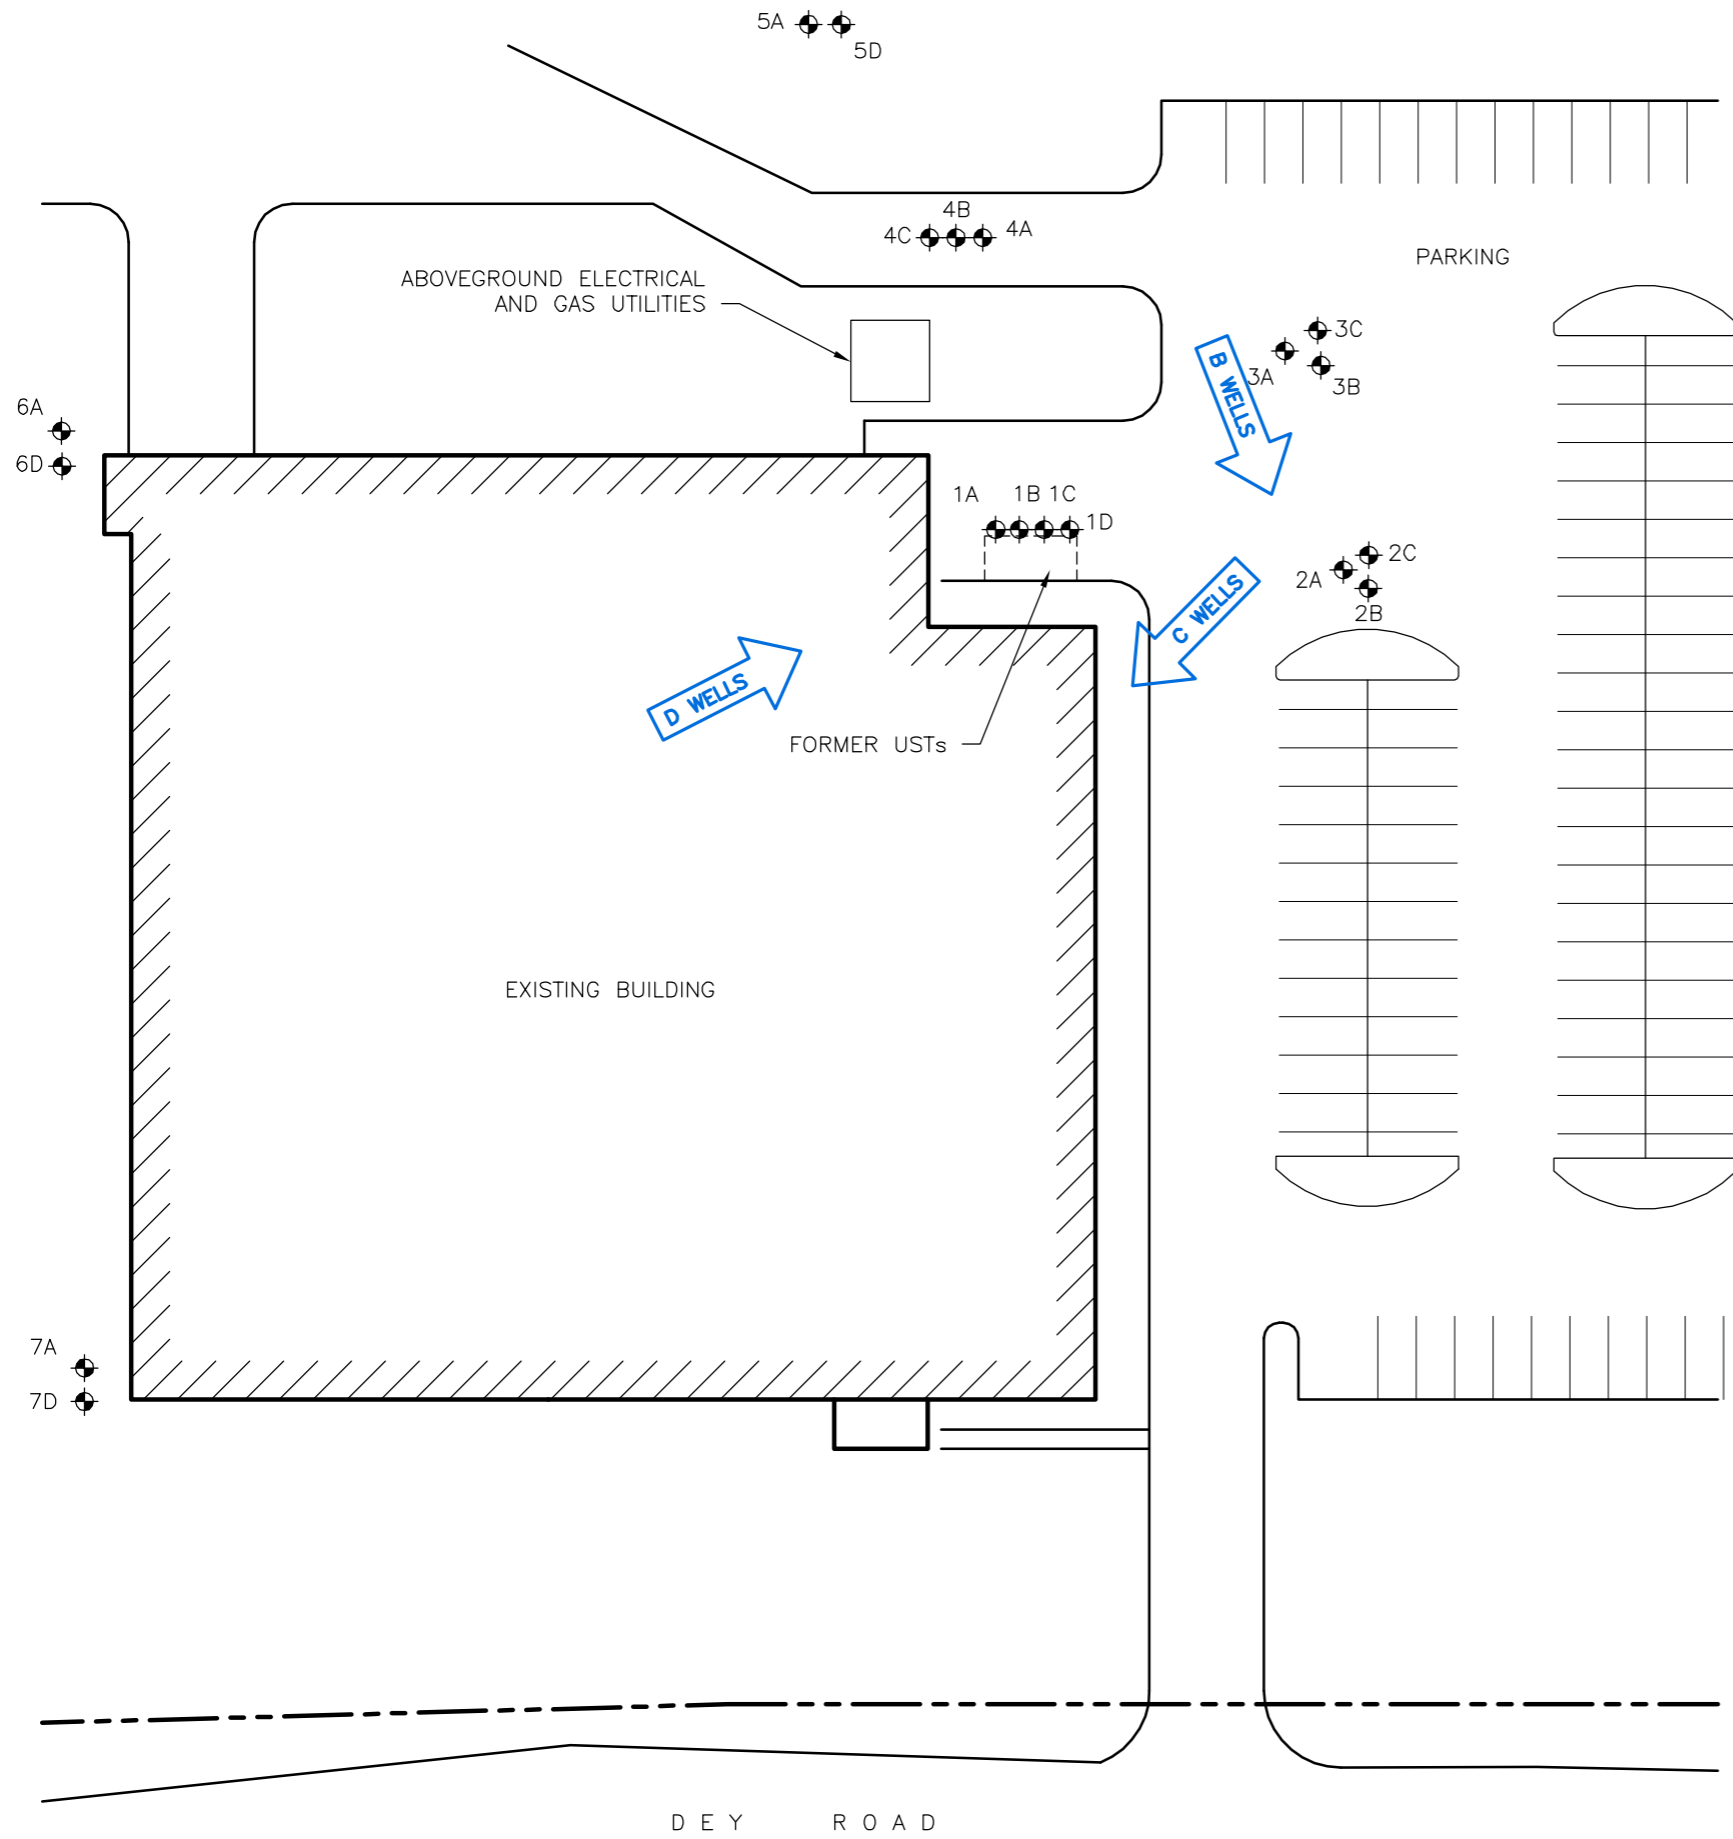 5A
5D
4B
4C
4A
PARKING
ABOVEGROUND ELECTRICAL
AND GAS UTILITIES
3C
3A
3B
B WELLS
6A
6D
1A
1B
1C
1D
2C
2A
2B
C WELLS
D WELLS
FORMER USTs
EXISTING BUILDING
7A
7D
DEY ROAD